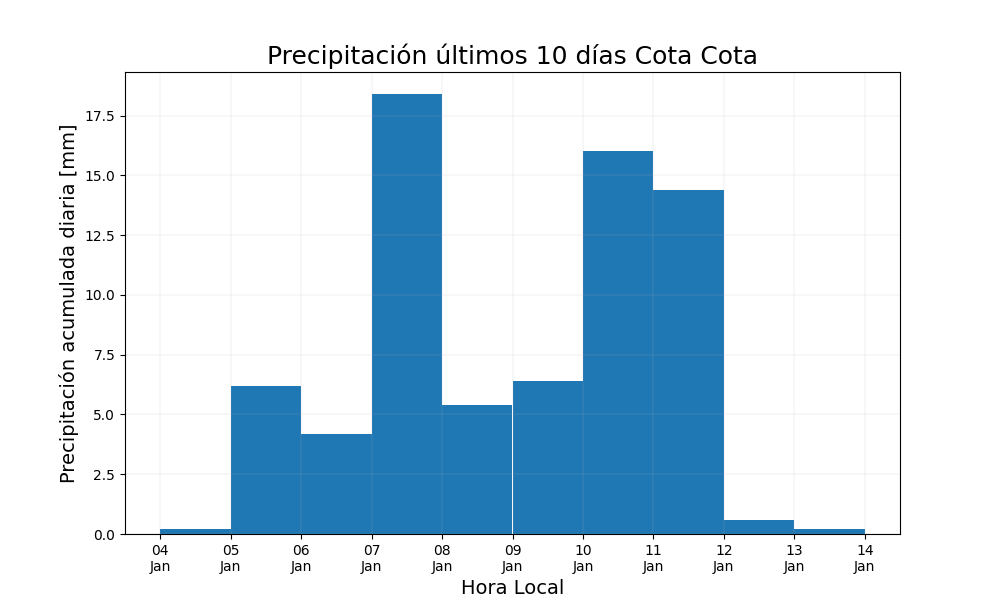 Precipitación últimos 10 días Cota Cota
Precipitación acumulada diaria [mm]
17.5
15.0
12.5
10.0
7.5
5.0
2.5
0.0
04 05 06 07 08 09 10 11 12 13 14
Jan Jan Jan Jan Jan Jan Jan Jan Jan Jan Jan
Hora Local